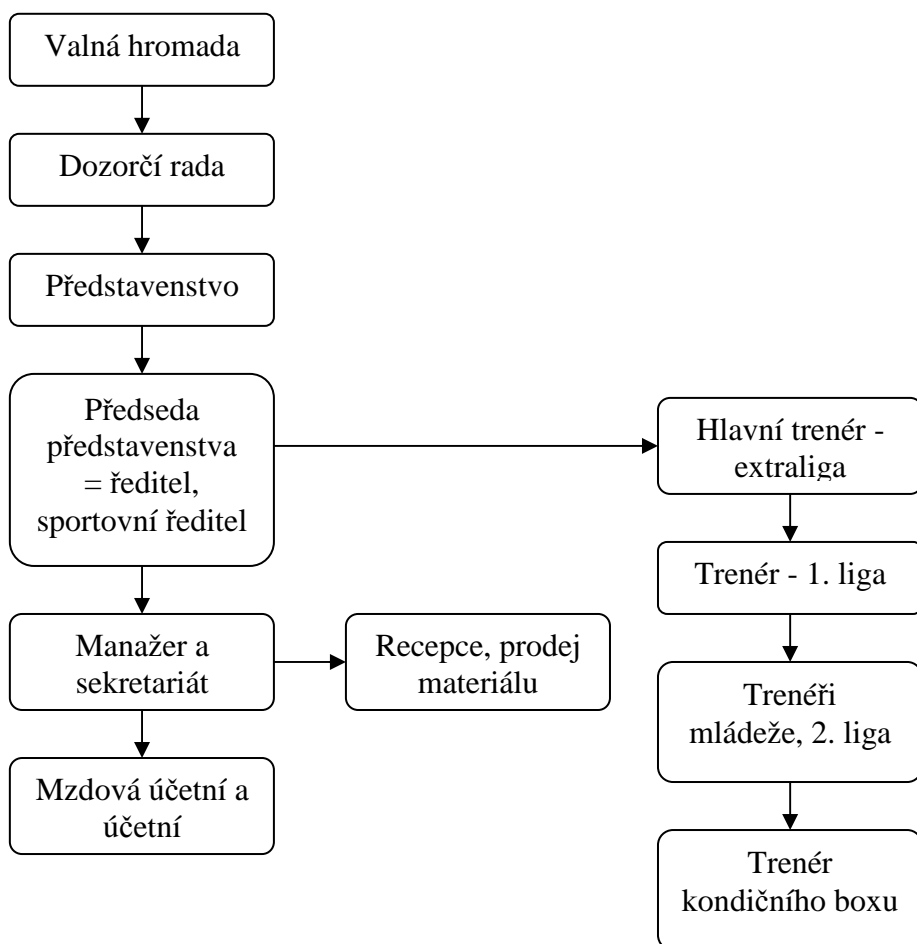 Valná hromada
Dozorčí rada
Představenstvo
Předseda
představenstva
= ředitel,
sportovní ředitel
Hlavní trenér -
extraliga
Trenér - 1. liga
Manažer a
sekretariát
Recepce, prodej
materiálu
Trenéři
mládeže, 2. liga
Mzdová účetní a
účetní
Trenér
kondičního boxu